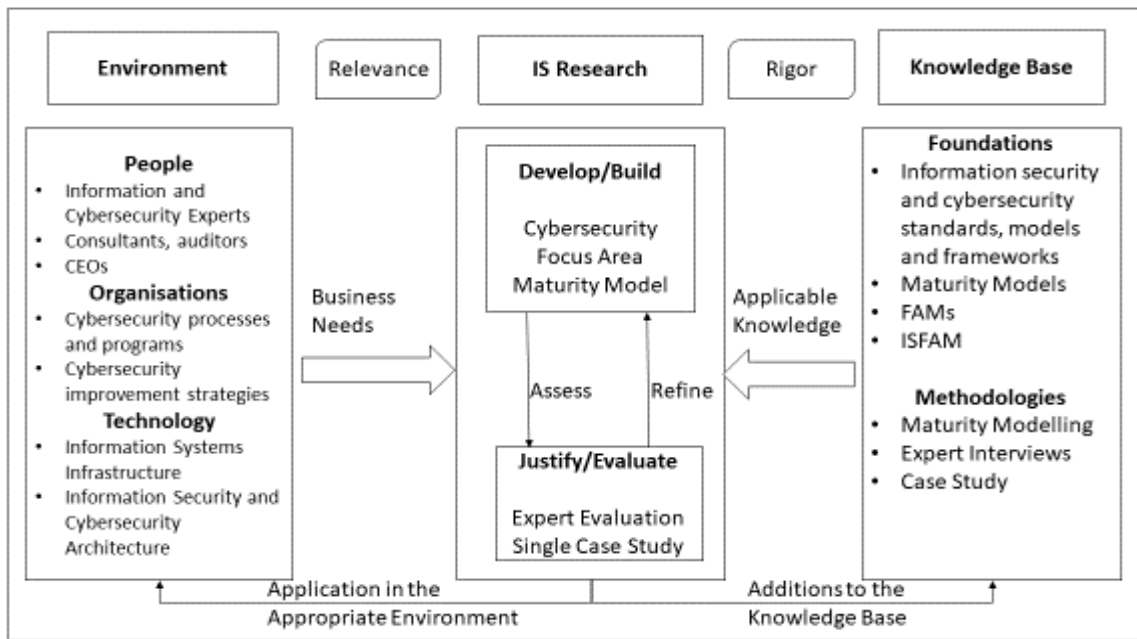 Environment
Relevance
IS Research
Rigor
Knowledge Base
People
• Information and
Cybersecurity Experts
• Consultants, auditors
• CEOs
Organisations
• Cybersecurity processes
and programs
• Cybersecurity
improvement strategies
Technology
• Information Systems
Infrastructure
• Information Security and
Cybersecurity
Architecture
Business
Needs
Develop/Build
Cybersecurity
Focus Area
Maturity Model
Assess
Refine
Justify/Evaluate
Expert Evaluation
Single Case Study
Applicable
Knowledge
Foundations
• Information security
and cybersecurity
standards, models
and frameworks
• Maturity Models
• FAMs
• ISFAM
Methodologies
• Maturity Modelling
• Expert Interviews
• Case Study
Application in the
Appropriate Environment
Additions to the
Knowledge Base